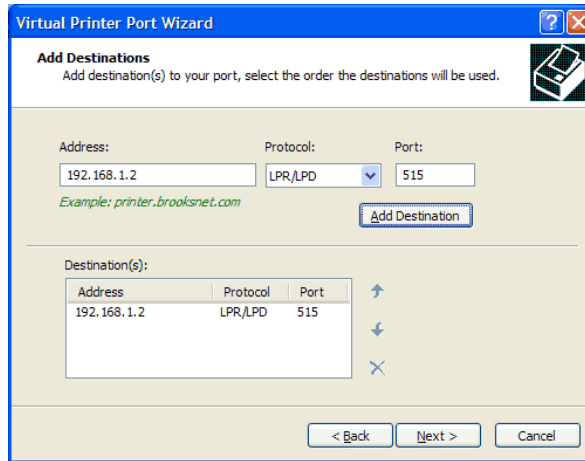 Virtual Printer Port Wizard
Add Destinations
Add destination(s) to your port, select the order the destinations will be used.
Address: Protocol: Port:
192.168.1.2 LPR/LPD 515
Example: printer.brooksnet.com
Add Destination
Destination(s):
Address Protocol Port
192.168.1.2 LPR/LPD 515
< Back Next > Cancel